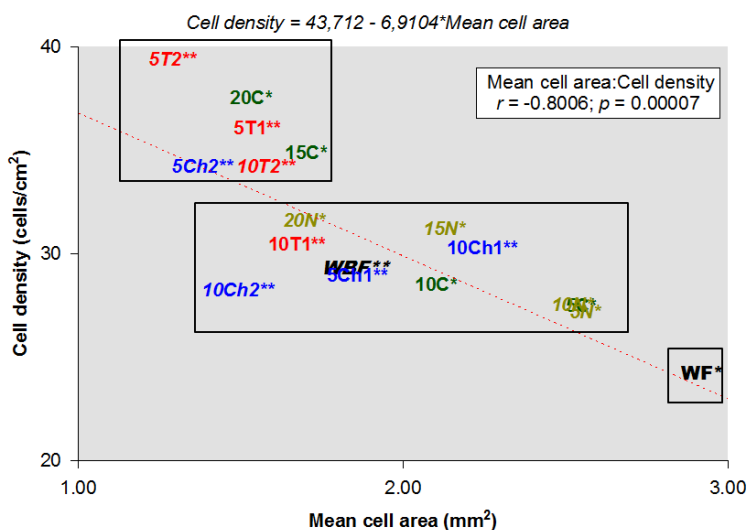 Cell density = 43,712 - 6,9104*Mean cell area
40
5T2**
Mean cell area:Cell density
r = -0.8006; p = 0.00007
20C*
5T1**
15C*
5Ch2**
10T2**
Cell density (cells/cm²)
20N*
15N*
10T1**
10Ch1**
30
WBF**
5Ch1**
10Ch2**
10C*
5N*
WF*
20
1.00
2.00
3.00
Mean cell area (mm²)